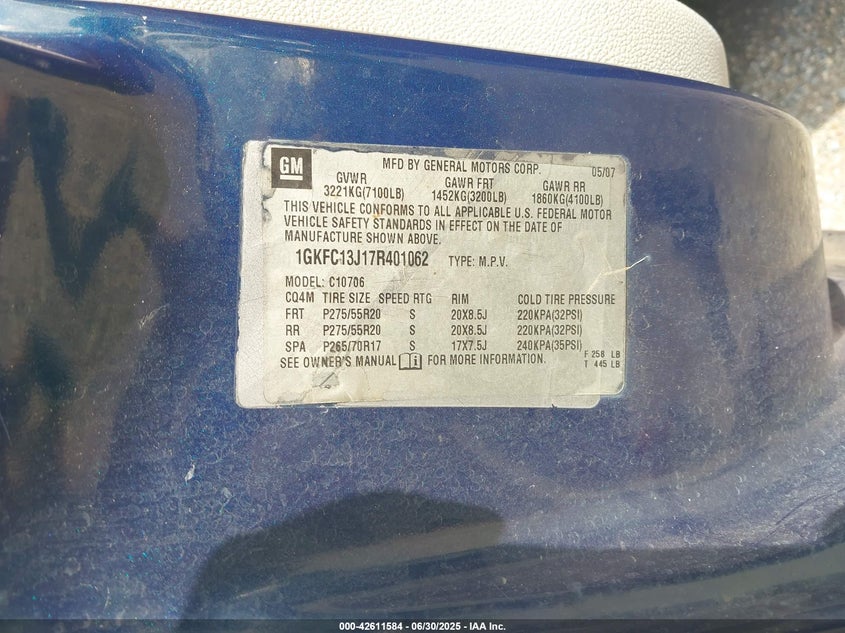 GM
MFD BY GENERAL MOTORS CORP. 05/07
GVWR GAWR FRT GAWR RR
3221KG(7100LB) 1452KG(3200LB) 1860KG(4100LB)
THIS VEHICLE CONFORMS TO ALL APPLICABLE U.S. FEDERAL MOTOR
VEHICLE SAFETY STANDARDS IN EFFECT ON THE DATE OF
MANUFACTURE SHOWN ABOVE.
1GKFC13J17R401062 TYPE: M.P.V.
MODEL: C10706
CQ4M TIRE SIZE SPEED RTG RIM COLD TIRE PRESSURE
FRT P275/55R20 S 20X8.5J 220KPA(32PSI)
RR P275/55R20 S 20X8.5J 220KPA(32PSI)
SPA P265/70R17 S 17X7.5J 240KPA(35PSI)
SEE OWNER'S MANUAL FOR MORE INFORMATION.
F 258 LB
T 445 LB
000-42611584 | 06/30/2025 - IAA Inc.